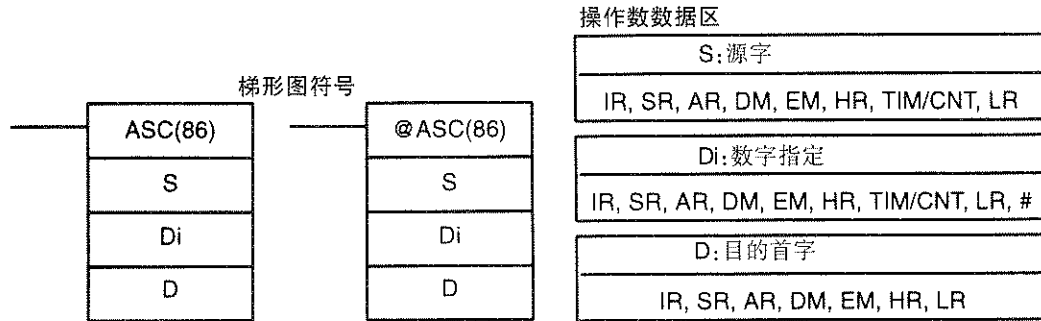 操作数数据区
S:源字
IR, SR, AR, DM, EM, HR, TIM/CNT, LR
梯形图符号
ASC(86)
@ASC(86)
Di:数字指定
S
S
IR, SR, AR, DM, EM, HR, TIM/CNT, LR, #
Di
Di
D:目的首字
D
D
IR, SR, AR, DM, EM, HR, LR